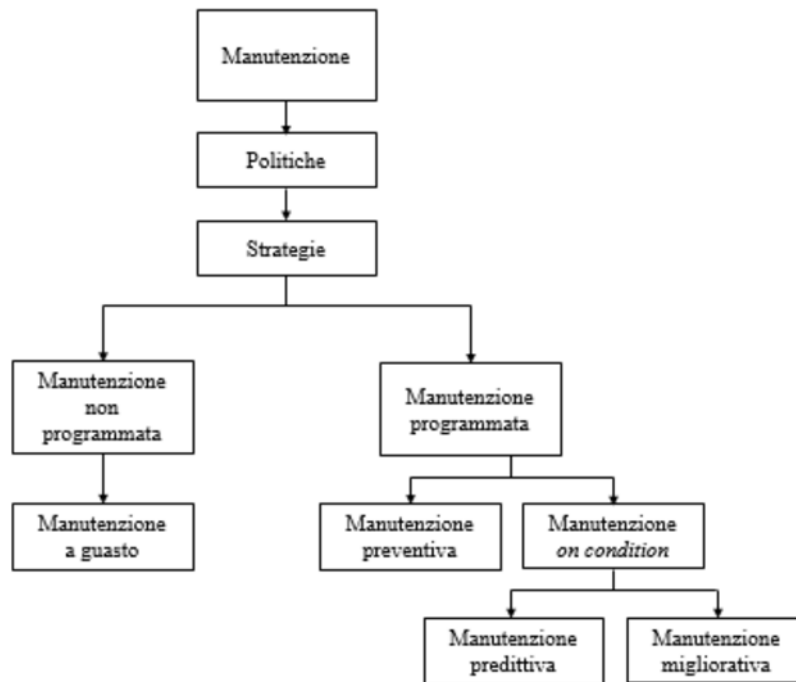 Manutenzione
Politiche
Strategie
Manutenzione
non
programmata
Manutenzione
programmata
Manutenzione
a guasto
Manutenzione
preventiva
Manutenzione
on condition
Manutenzione
predittiva
Manutenzione
migliorativa